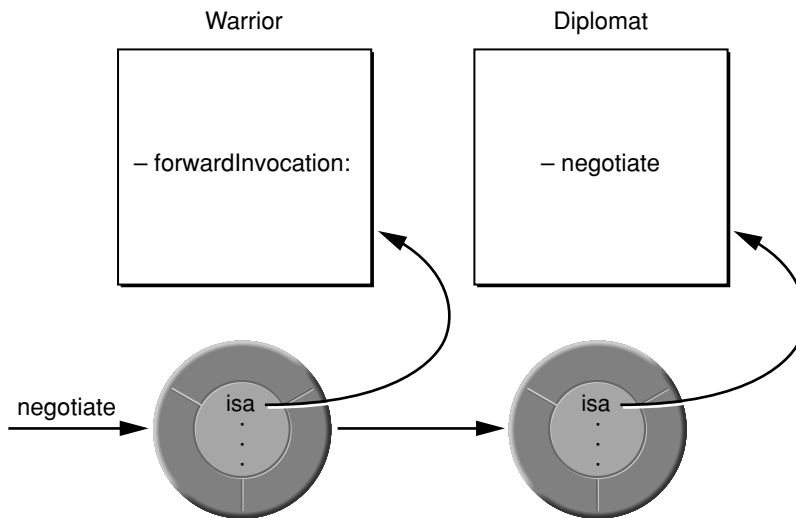 Warrior
Diplomat
– forwardInvocation:
– negotiate
negotiate
isa
.
.
.
isa
.
.
.